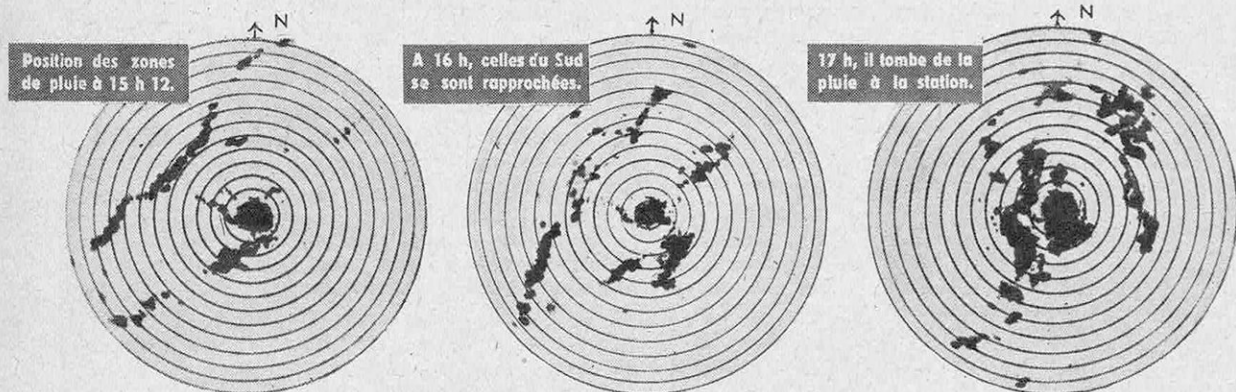 N
Position des zones
de pluie à 15 h 12.
N
A 16 h, celles du Sud
se sont rapprochées.
N
17 h, il tombe de la
pluie à la station.